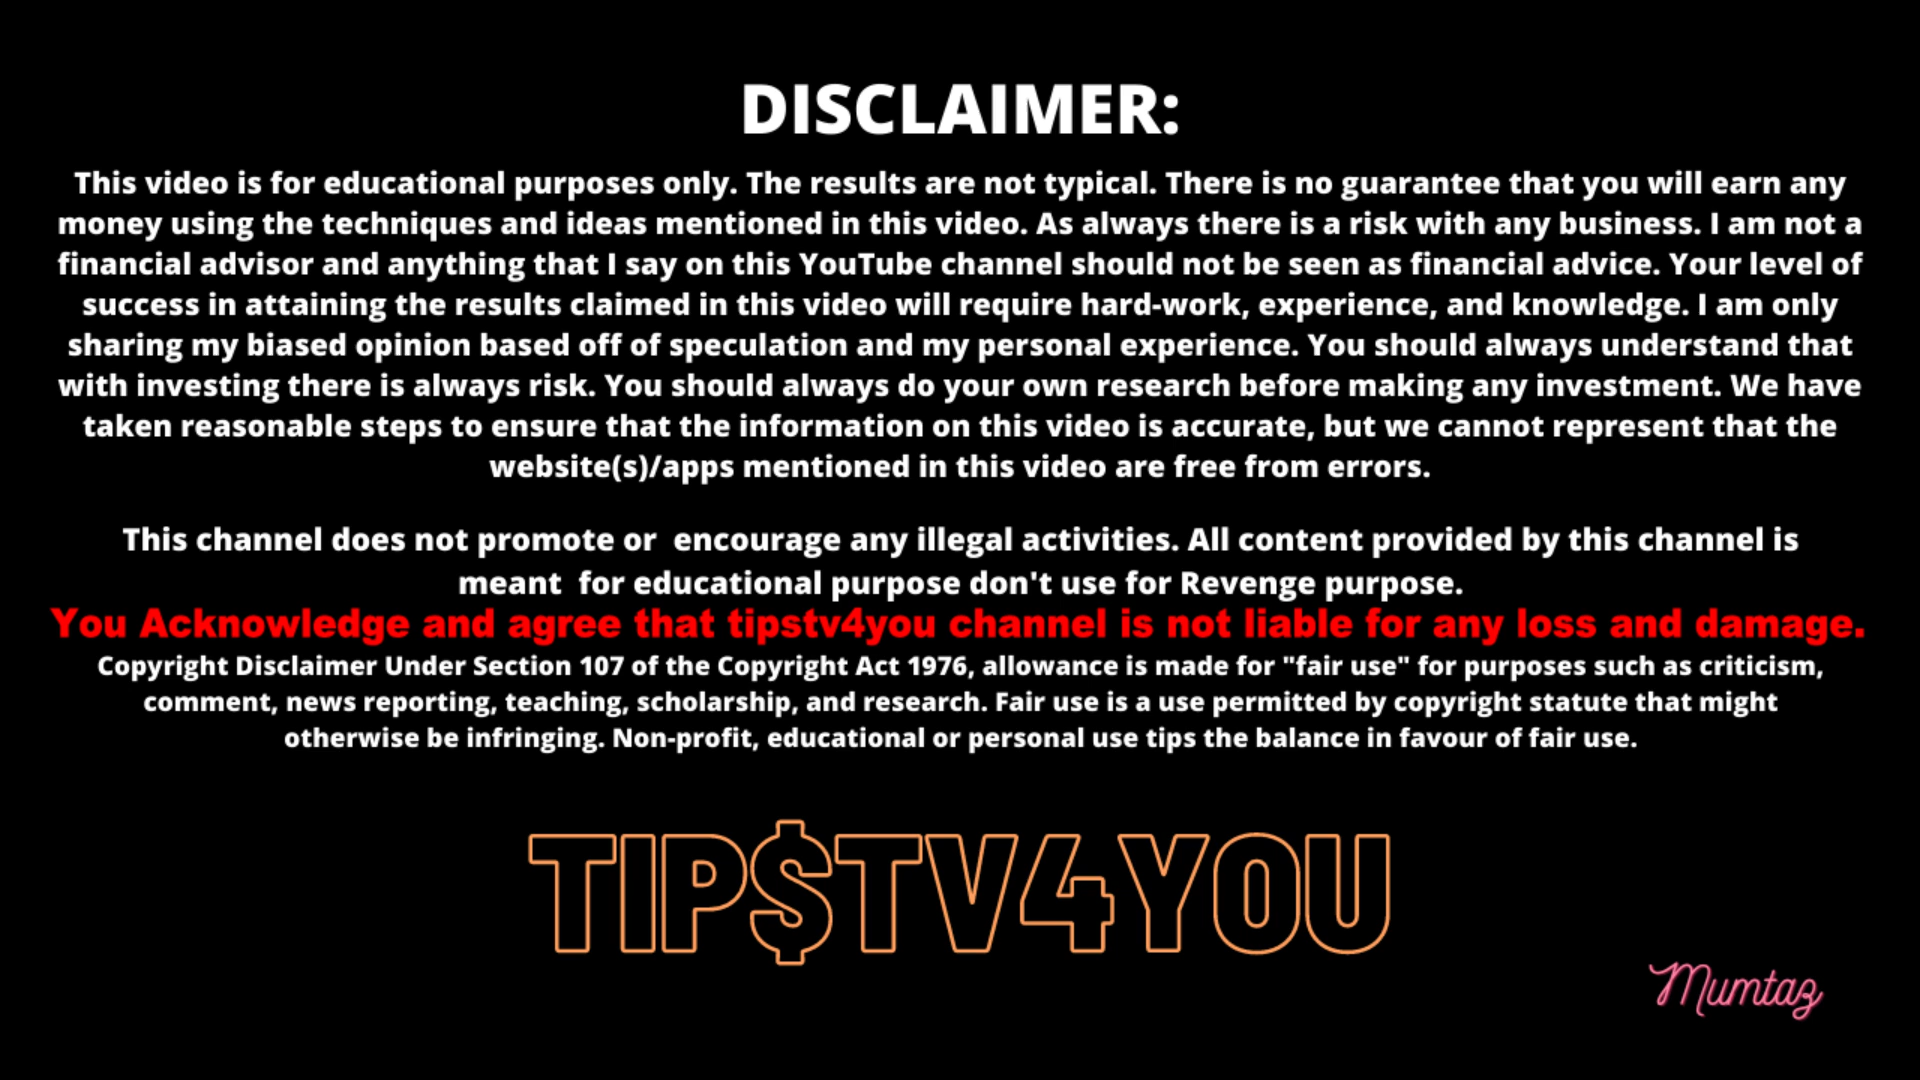 DISCLAIMER:
This video is for educational purposes only. The results are not typical. There is no guarantee that you will earn any
money using the techniques and ideas mentioned in this video. As always there is a risk with any business. I am not a
financial advisor and anything that I say on this YouTube channel should not be seen as financial advice. Your level of
success in attaining the results claimed in this video will require hard-work, experience, and knowledge. I am only
sharing my biased opinion based off of speculation and my personal experience. You should always understand that
with investing there is always risk. You should always do your own research before making any investment. We have
taken reasonable steps to ensure that the information on this video is accurate, but we cannot represent that the
website(s)/apps mentioned in this video are free from errors.
This channel does not promote or  encourage any illegal activities. All content provided by this channel is
meant  for educational purpose don't use for Revenge purpose.
You Acknowledge and agree that tipstv4you channel is not liable for any loss and damage.
Copyright Disclaimer Under Section 107 of the Copyright Act 1976, allowance is made for "fair use" for purposes such as criticism,
comment, news reporting, teaching, scholarship, and research. Fair use is a use permitted by copyright statute that might
otherwise be infringing. Non-profit, educational or personal use tips the balance in favour of fair use.
TIP$TV4YOU
Mumtaz